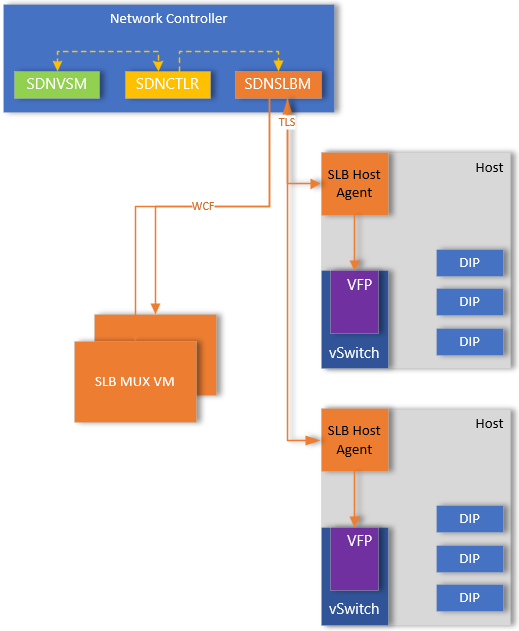 Network Controller
SDNVSM
SDNCTLR
SDNSLBM
TLS
WCF
SLB MUX VM
Host
SLB Host
Agent
VFP
vSwitch
DIP
DIP
DIP
Host
SLB Host
Agent
VFP
vSwitch
DIP
DIP
DIP